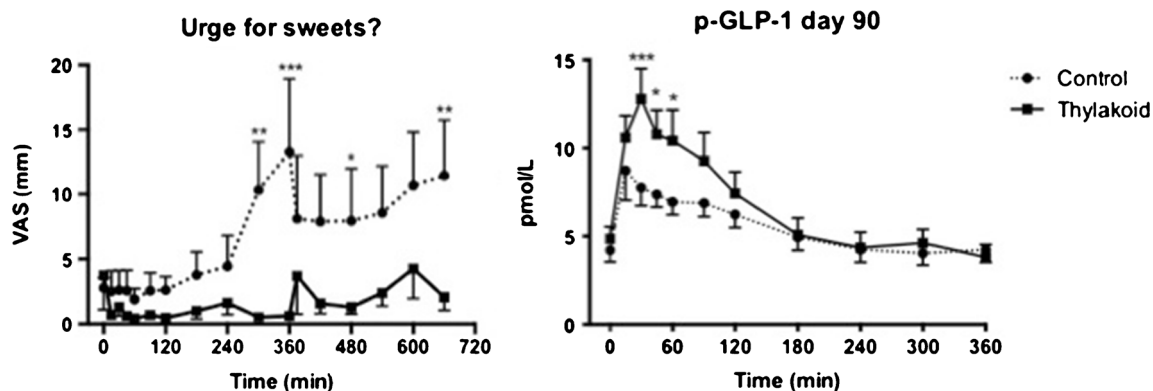 Urge for sweets?
20
15
10
5
0
VAS (mm)
***
**
**
*
0 120 240 360 480 600 720
Time (min)
p-GLP-1 day 90
15
10
5
0
pmol/L
***
* *
0 60 120 180 240 300 360
Time (min)
Control
Thylakoid